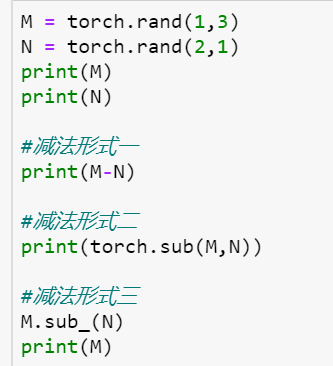 M = torch.rand(1,3)
N = torch.rand(2,1)
print(M)
print(N)
#减法形式一
print(M-N)
#减法形式二
print(torch.sub(M,N))
#减法形式三
M.sub_(N)
print(M)